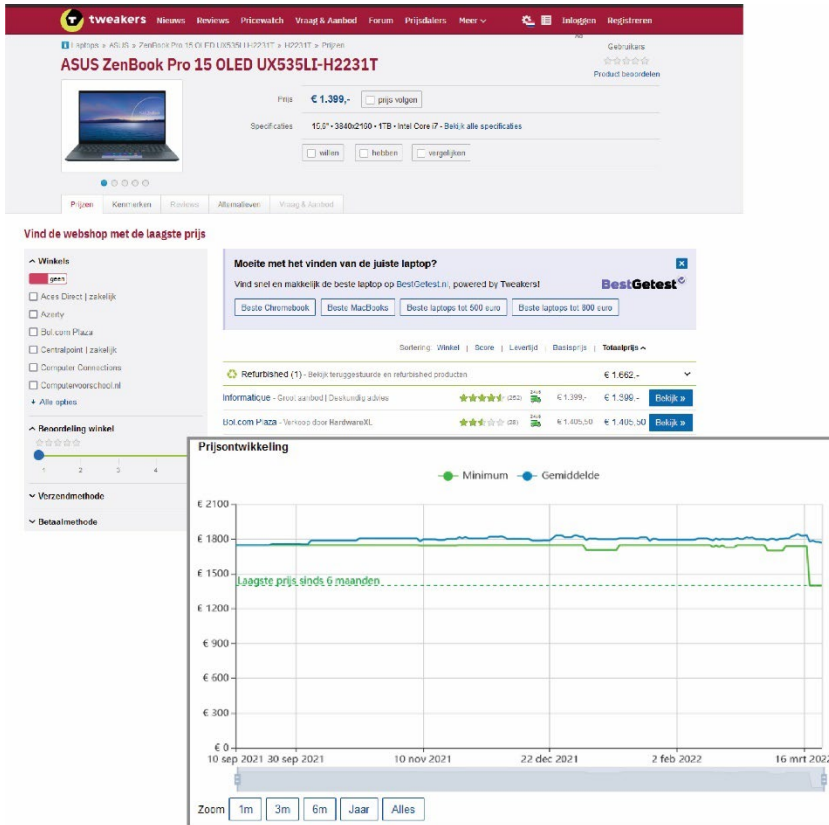 tweakers Nieuws Reviews Pricewatch Vraag & Aanbod Forum Prijsdalers Meer Inloggen Registreren
Laptops » ASUS » ZenBook Pro 15 OLED UX535LI-H2231T » H2231T » Prijzen
ASUS ZenBook Pro 15 OLED UX535LI-H2231T
Gebruikers
Product beoordelen
Prijs € 1.399,- prijs volgen
Specificaties 15,6" • 3840x2160 • 1TB • Intel Core i7 - Bekijk alle specificaties
willen hebben vergelijken
Prijzen Kenmerken Reviews Alternatieven Vraag & Aanbod
Vind de webshop met de laagste prijs
Winkels
geen
Aces Direct | zakelijk
Azerty
Bol.com Plaza
Centralpoint | zakelijk
Computer Connections
Computervoorschool.nl
+ Alle opties
Beoordeling winkel
1 2 3 4
Verzendmethode
Betaalmethode
Moeite met het vinden van de juiste laptop?
Vind snel en makkelijk de beste laptop op BestGetest.nl, powered by Tweakers!
BestGetest
Beste Chromebook Beste MacBooks Beste laptops tot 500 euro Beste laptops tot 800 euro
Sortering: Winkel | Score | Levertijd | Basisprijs | Totaalprijs
Refurbished (1) - Bekijk teruggestuurde en refurbished producten € 1.662,-
Informatique - Groot aanbod | Deskundig advies (252) € 1.399,- € 1.399,- Bekijk »
Bol.com Plaza - Verkoop door HardwareXL (38) € 1.405,50 € 1.405,50 Bekijk »
Prijsontwikkeling
Minimum Gemiddelde
€ 2100
€ 1800
€ 1500
Laagste prijs sinds 6 maanden
€ 1200
€ 900
€ 600
€ 300
€ 0
10 sep 2021 30 sep 2021 10 nov 2021 22 dec 2021 2 feb 2022 16 mrt 2022
Zoom 1m 3m 6m Jaar Alles